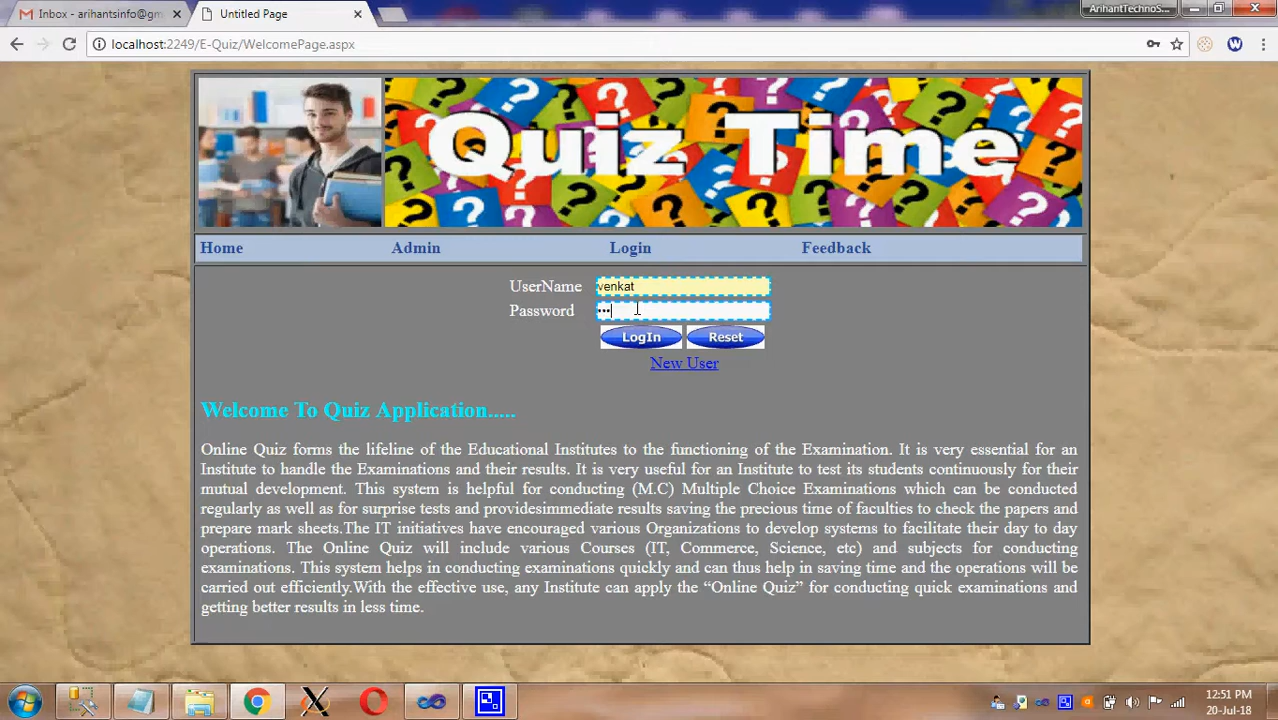 Inbox - arihantsinfo@gm
Untitled Page
ArihantTechnoS...
localhost:2249/E-Quiz/WelcomePage.aspx
Quiz Time
Home Admin Login Feedback
UserName venkat
Password •••
LogIn Reset
New User
Welcome To Quiz Application.....
Online Quiz forms the lifeline of the Educational Institutes to the functioning of the Examination. It is very essential for an
Institute to handle the Examinations and their results. It is very useful for an Institute to test its students continuously for their
mutual development. This system is helpful for conducting (M.C) Multiple Choice Examinations which can be conducted
regularly as well as for surprise tests and providesimmediate results saving the precious time of faculties to check the papers and
prepare mark sheets.The IT initiatives have encouraged various Organizations to develop systems to facilitate their day to day
operations. The Online Quiz will include various Courses (IT, Commerce, Science, etc) and subjects for conducting
examinations. This system helps in conducting examinations quickly and can thus help in saving time and the operations will be
carried out efficiently.With the effective use, any Institute can apply the “Online Quiz” for conducting quick examinations and
getting better results in less time.
12:51 PM
20-Jul-18